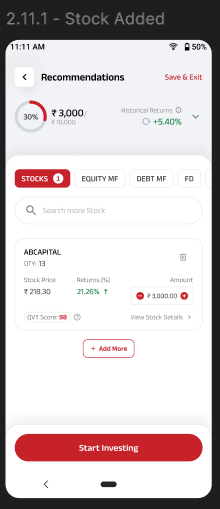 2.11.1 - Stock Added
11:11 AM 50%
Recommendations Save & Exit
30% ₹ 3,000/ Historical Returns
₹ 10,000 +5.40%
STOCKS 1 EQUITY MF DEBT MF FD
Search more Stock
ABCAPITAL
QTY: 13
Stock Price Returns (%) Amount
₹ 218.30 21.26% ↑ ₹ 3,000.00
QVT Score: 98 View Stock Details >
+ Add More
Start Investing